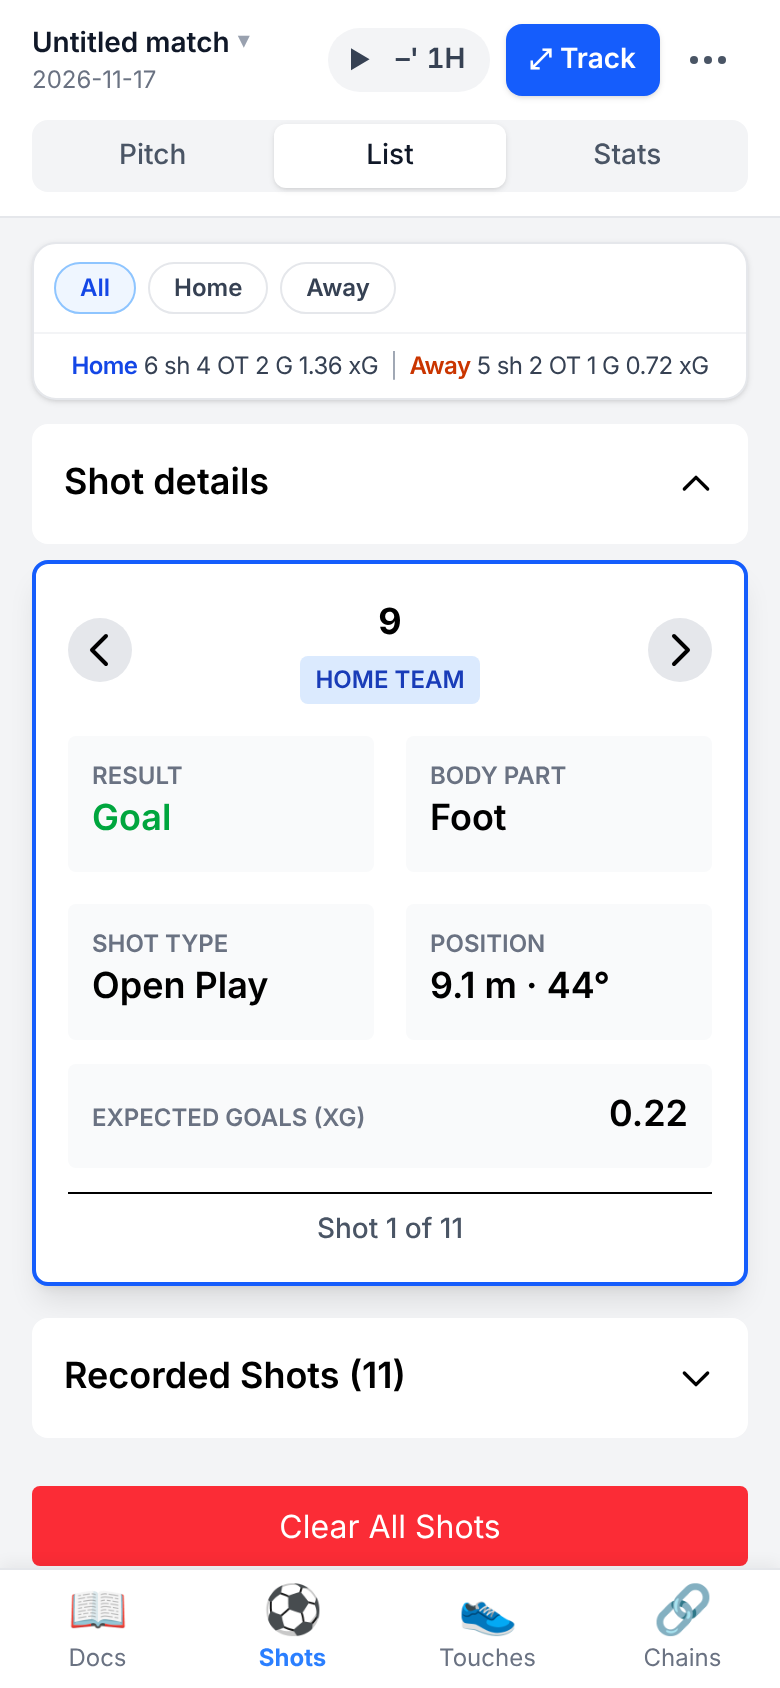 Untitled match ▼
2026-11-17
▶ –' 1H
Track
•••
Pitch
List
Stats
All
Home
Away
Home 6 sh 4 OT 2 G 1.36 xG | Away 5 sh 2 OT 1 G 0.72 xG
Shot details
9
HOME TEAM
RESULT
Goal
BODY PART
Foot
SHOT TYPE
Open Play
POSITION
9.1 m · 44°
EXPECTED GOALS (XG)
0.22
Shot 1 of 11
Recorded Shots (11)
Clear All Shots
Docs
Shots
Touches
Chains